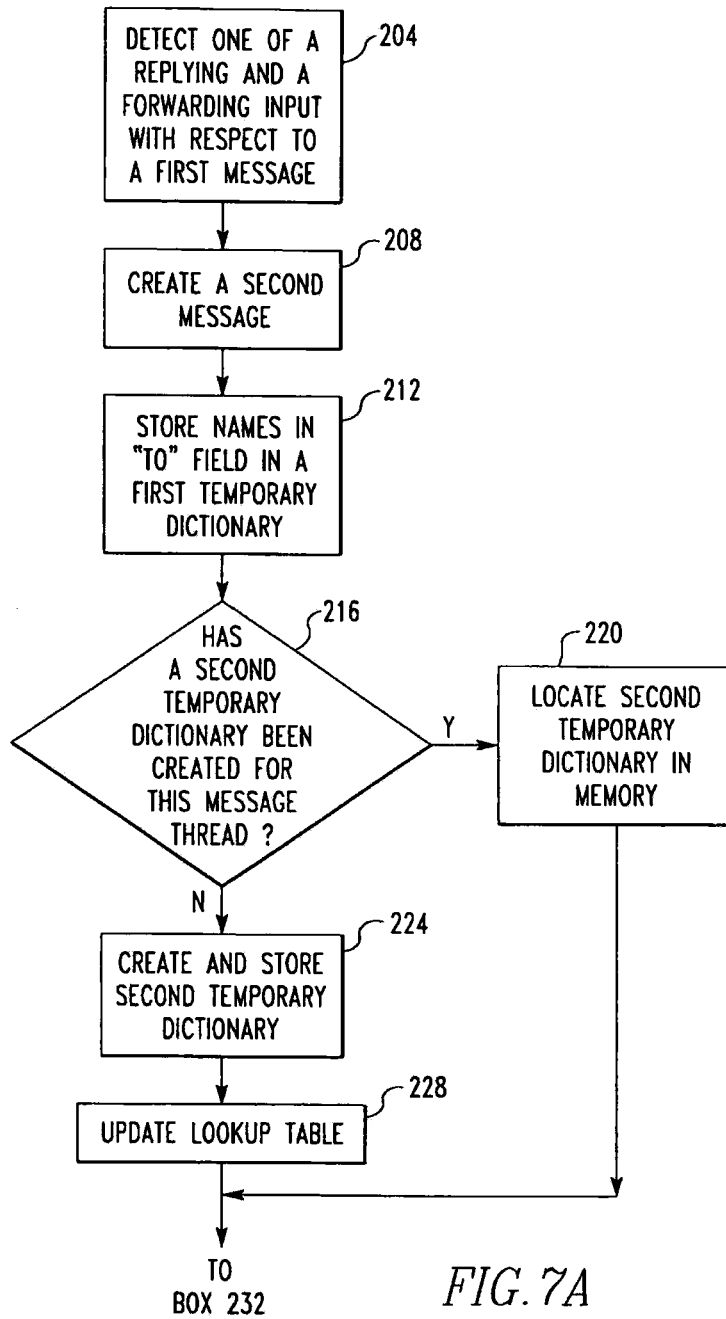 DETECT ONE OF A
REPLYING AND A
FORWARDING INPUT
WITH RESPECT TO
A FIRST MESSAGE
204
CREATE A SECOND
MESSAGE
208
STORE NAMES IN
"TO" FIELD IN A
FIRST TEMPORARY
DICTIONARY
212
HAS
A SECOND
TEMPORARY
DICTIONARY BEEN
CREATED FOR
THIS MESSAGE
THREAD ?
216
Y
N
LOCATE SECOND
TEMPORARY
DICTIONARY IN
MEMORY
220
CREATE AND STORE
SECOND TEMPORARY
DICTIONARY
224
UPDATE LOOKUP TABLE
228
TO
BOX 232
FIG. 7A